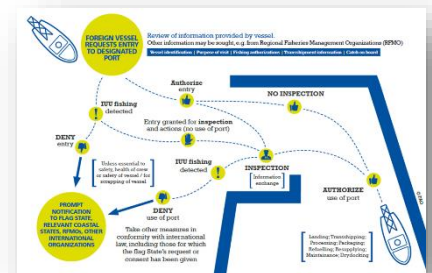 FOREIGN VESSEL
REQUESTS ENTRY
TO DESIGNATED
PORT
Review of information provided by vessel.
Other information may be sought, e.g. from Regional Fisheries Management Organizations (RFMO)
Vessel identification | Purpose of visit | Fishing authorizations | Transshipment information | Catch on board
Authorize
entry
NO INSPECTION
IUU fishing
detected
Entry granted for inspection
and actions (no use of port)
DENY
entry
Unless essential to
safety, health of crew
or safety of vessel / for
scrapping of vessel
IUU fishing
detected
INSPECTION
Information
exchange
AUTHORIZE
use of port
DENY
use of port
PROMPT
NOTIFICATION
TO FLAG STATE,
RELEVANT COASTAL
STATES, RFMOs, OTHER
INTERNATIONAL
ORGANIZATIONS
Take other measures in
conformity with international
law, including those for which
the flag State's request or
consent has been given
Landing; Transshipping;
Processing; Packaging;
Refuelling; Re-supplying;
Maintenance; Drydocking
©FAO